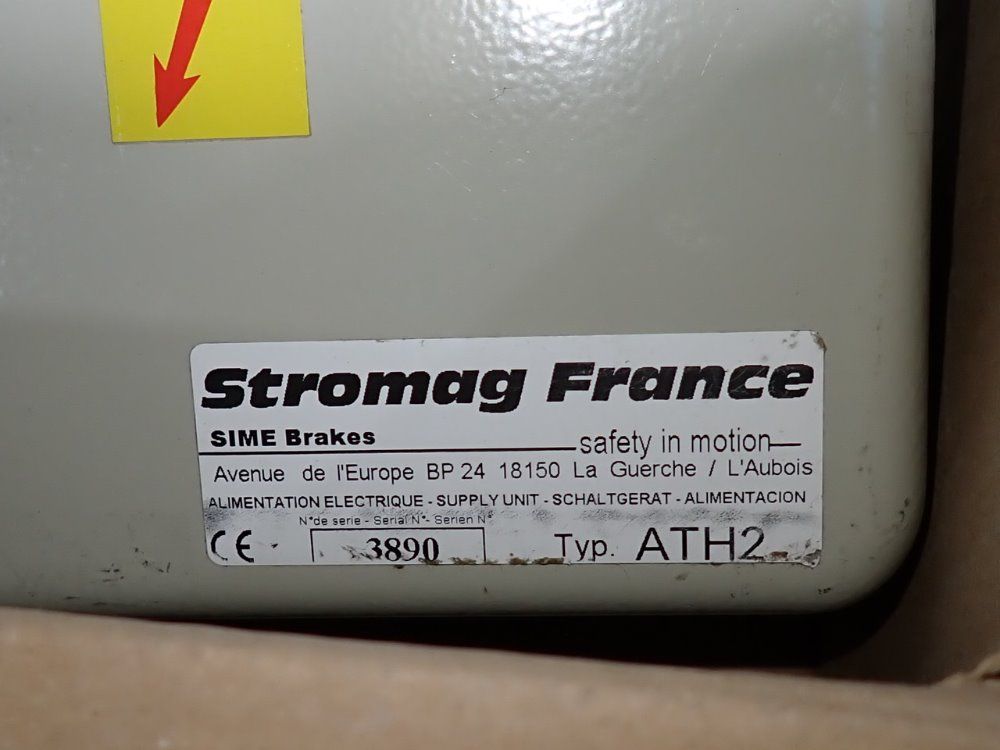 Stromag France
SIME Brakes
safety in motion
Avenue de l'Europe BP 24 18150 La Guerche / L'Aubois
ALIMENTATION ELECTRIQUE - SUPPLY UNIT - SCHALTGERAT - ALIMENTACION
N°de serie - Serial N°- Serien N°
CE 3890 Typ. ATH2